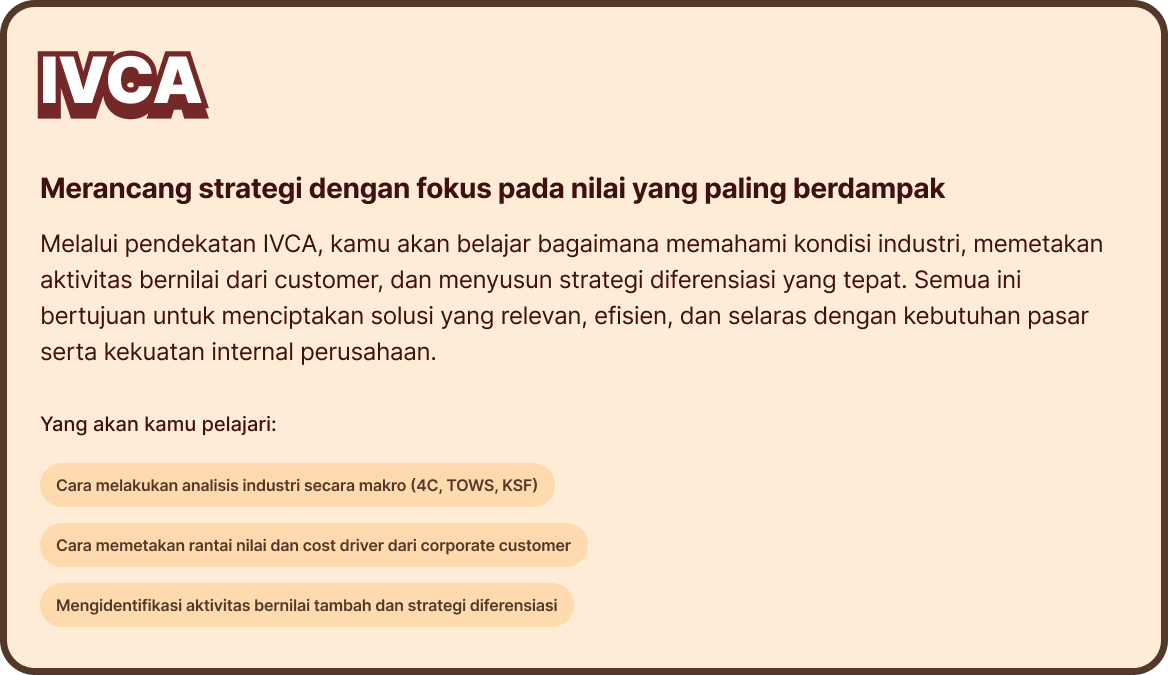 IVCA
Merancang strategi dengan fokus pada nilai yang paling berdampak
Melalui pendekatan IVCA, kamu akan belajar bagaimana memahami kondisi industri, memetakan
aktivitas bernilai dari customer, dan menyusun strategi diferensiasi yang tepat. Semua ini
bertujuan untuk menciptakan solusi yang relevan, efisien, dan selaras dengan kebutuhan pasar
serta kekuatan internal perusahaan.
Yang akan kamu pelajari:
Cara melakukan analisis industri secara makro (4C, TOWS, KSF)
Cara memetakan rantai nilai dan cost driver dari corporate customer
Mengidentifikasi aktivitas bernilai tambah dan strategi diferensiasi